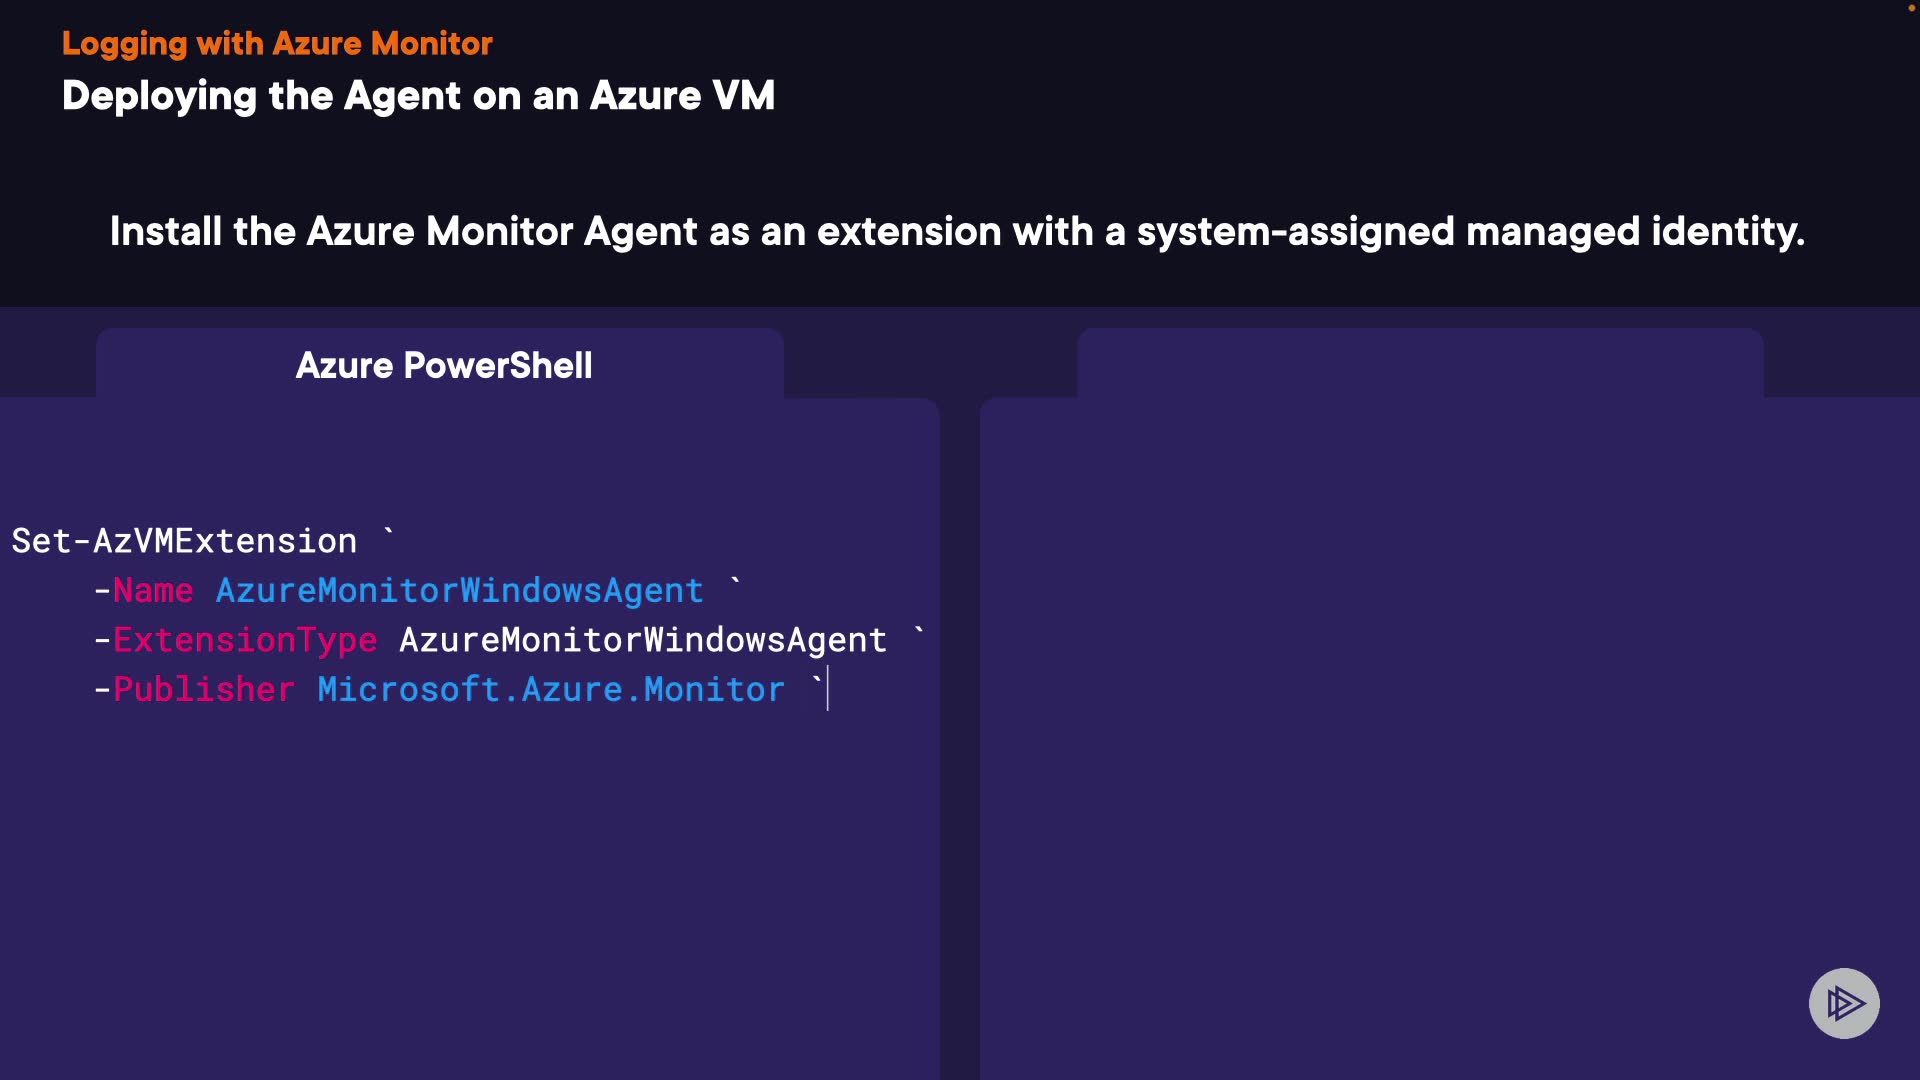 Logging with Azure Monitor
Deploying the Agent on an Azure VM
Install the Azure Monitor Agent as an extension with a system-assigned managed identity.
Azure PowerShell
Set-AzVMExtension `
-Name AzureMonitorWindowsAgent `
-ExtensionType AzureMonitorWindowsAgent `
-Publisher Microsoft.Azure.Monitor `